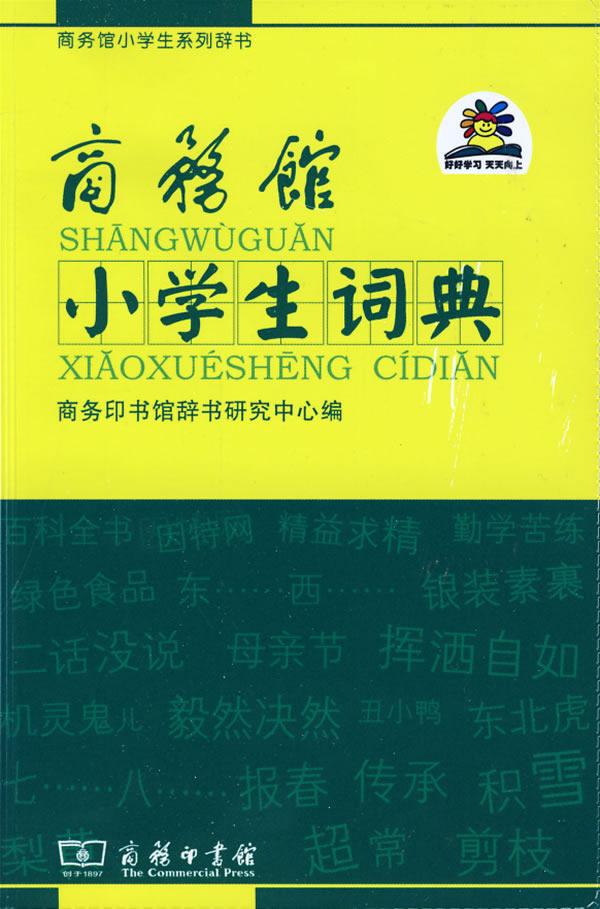 商务馆小学生系列辞书
好好学习 天天向上
商務館
SHĀNGWÙGUǍN
小学生词典
XIǍOXUÉSHĒNG CÍDIǍN
商务印书馆辞书研究中心编
百科全书 因特网 精益求精 勤学苦练
绿色食品 东……西…… 银装素裹
二话没说 母亲节 挥洒自如
机灵鬼儿 毅然决然 丑小鸭 东北虎
七……八…… 报春 传承 积雪
梨 超常 剪枝
创于1897
商務印書館
The Commercial Press